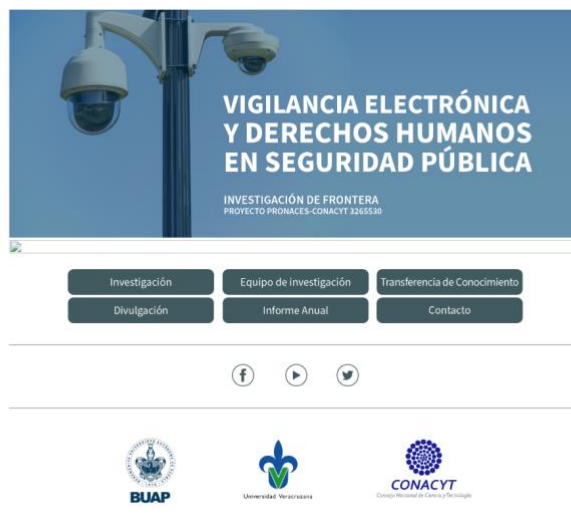 VIGILANCIA ELECTRÓNICA
Y DERECHOS HUMANOS
EN SEGURIDAD PÚBLICA
INVESTIGACIÓN DE FRONTERA
PROYECTO PRONACES-CONACYT 3265530
Investigación
Equipo de investigación
Transferencia de Conocimiento
Divulgación
Informe Anual
Contacto
BUAP
Universidad Veracruzana
CONACYT
Consejo Nacional de Ciencia y Tecnología